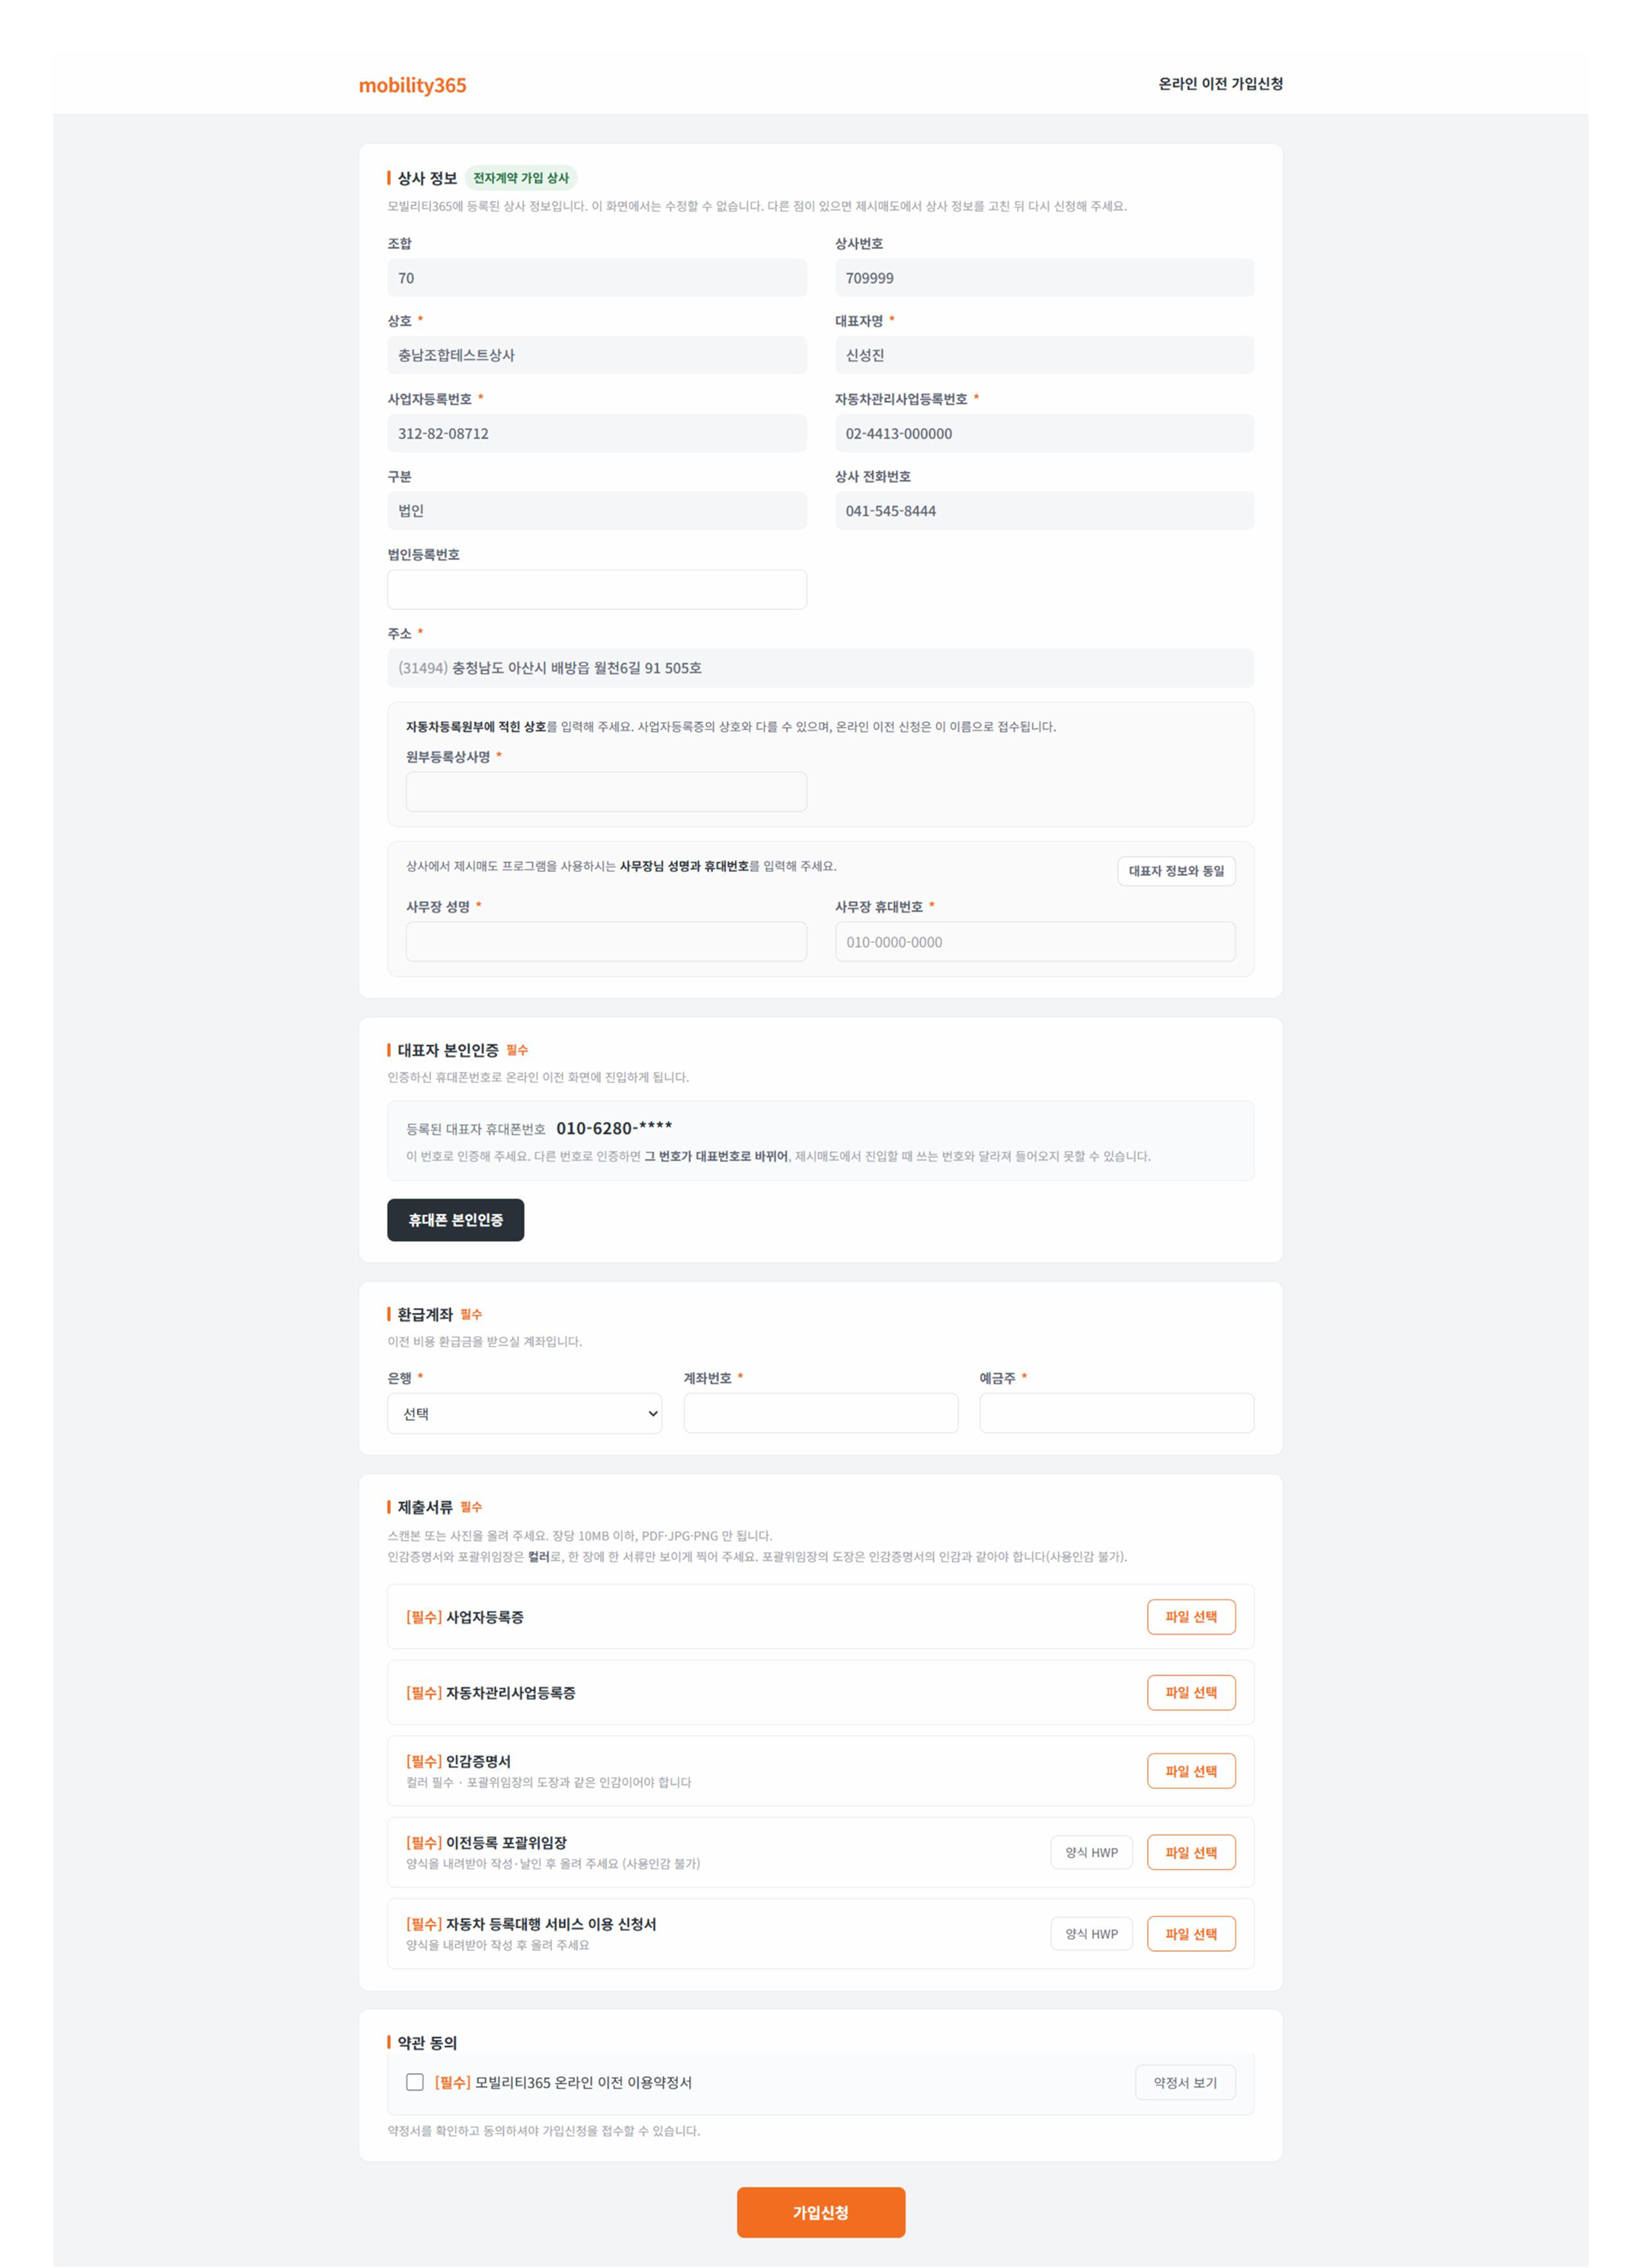 mobility365
온라인 이전 가입신청
상사 정보 전자계약 가입 상사
모빌리티365에 등록된 상사 정보입니다. 이 화면에서는 수정할 수 없습니다. 다른 점이 있으면 제시매도에서 상사 정보를 고친 뒤 다시 신청해 주세요.
조합
70
상사번호
709999
상호 *
충남조합테스트상사
대표자명 *
신성진
사업자등록번호 *
312-82-08712
자동차관리사업등록번호 *
02-4413-000000
구분
법인
상사 전화번호
041-545-8444
법인등록번호
주소 *
(31494) 충청남도 아산시 배방읍 월천6길 91 505호
자동차등록원부에 적힌 상호를 입력해 주세요. 사업자등록증의 상호와 다를 수 있으며, 온라인 이전 신청은 이 이름으로 접수됩니다.
원부등록상사명 *
상사에서 제시매도 프로그램을 사용하시는 사무장님 성명과 휴대번호를 입력해 주세요.
대표자 정보와 동일
사무장 성명 *
사무장 휴대번호 *
010-0000-0000
대표자 본인인증 필수
인증하신 휴대폰번호로 온라인 이전 화면에 진입하게 됩니다.
등록된 대표자 휴대폰번호 010-6280-****
이 번호로 인증해 주세요. 다른 번호로 인증하면 그 번호가 대표번호로 바뀌어, 제시매도에서 진입할 때 쓰는 번호와 달라져 들어오지 못할 수 있습니다.
휴대폰 본인인증
환급계좌 필수
이전 비용 환급금을 받으실 계좌입니다.
은행 *
선택
계좌번호 *
예금주 *
제출서류 필수
스캔본 또는 사진을 올려 주세요. 장당 10MB 이하, PDF·JPG·PNG 만 됩니다.
인감증명서와 포괄위임장은 컬러로, 한 장에 한 서류만 보이게 찍어 주세요. 포괄위임장의 도장은 인감증명서의 인감과 같아야 합니다(사용인감 불가).
[필수] 사업자등록증
파일 선택
[필수] 자동차관리사업등록증
파일 선택
[필수] 인감증명서
컬러 필수 · 포괄위임장의 도장과 같은 인감이어야 합니다
파일 선택
[필수] 이전등록 포괄위임장
양식을 내려받아 작성·날인 후 올려 주세요 (사용인감 불가)
양식 HWP
파일 선택
[필수] 자동차 등록대행 서비스 이용 신청서
양식을 내려받아 작성 후 올려 주세요
양식 HWP
파일 선택
약관 동의
[필수] 모빌리티365 온라인 이전 이용약정서
약정서 보기
약정서를 확인하고 동의하셔야 가입신청을 접수할 수 있습니다.
가입신청